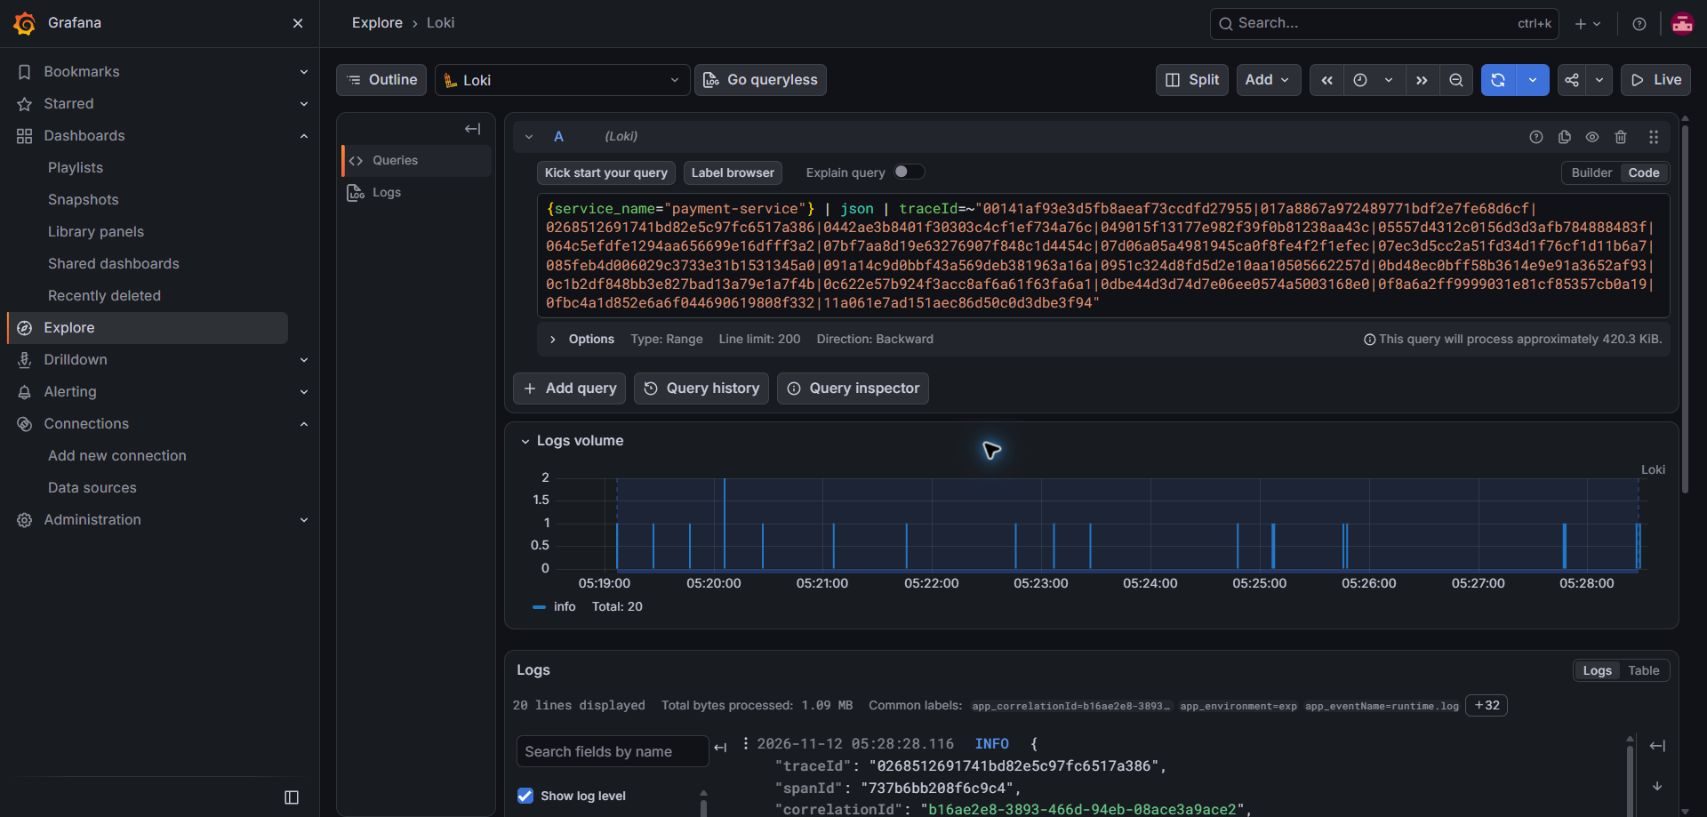 Grafana
Explore › Loki
Search...
ctrl+k
Bookmarks
Starred
Dashboards
Playlists
Snapshots
Library panels
Shared dashboards
Recently deleted
Explore
Drilldown
Alerting
Connections
Add new connection
Data sources
Administration
Outline
Loki
Go queryless
Split
Add
Live
Queries
Logs
A (Loki)
Kick start your query
Label browser
Explain query
Builder
Code
{service_name="payment-service"} | json | traceId=~"00141af93e3d5fb8aeaf73ccdfd27955|017a8867a972489771bdf2e7fe68d6cf|
0268512691741bd82e5c97fc6517a386|0442ae3b8401f30303c4cf1ef734a76c|049015f13177e982f39f0b81238aa43c|05557d4312c0156d3d3afb784888483f|
064c5efdfe1294aa656699e16dfff3a2|07bf7aa8d19e63276907f848c1d4454c|07d06a05a4981945ca0f8fe4f2f1efec|07ec3d5cc2a51fd34d1f76cf1d11b6a7|
085feb4d006029c3733e31b1531345a0|091a14c9d0bbf43a569deb381963a16a|0951c324d8fd5d2e10aa10505662257d|0bd48ec0bff58b3614e9e91a3652af93|
0c1b2df848bb3e827bad13a79e1a7f4b|0c622e57b924f3acc8af6a61f63fa6a1|0dbe44d3d74d7e06ee0574a5003168e0|0f8a6a2ff9999031e81cf85357cb0a19|
0fbc4a1d852e6a6f044690619808f332|11a061e7ad151aec86d50c0d3dbe3f94"
Options Type: Range Line limit: 200 Direction: Backward
This query will process approximately 420.3 KiB.
Add query
Query history
Query inspector
Logs volume
Loki
2
1.5
1
0.5
0
05:19:00 05:20:00 05:21:00 05:22:00 05:23:00 05:24:00 05:25:00 05:26:00 05:27:00 05:28:00
info Total: 20
Logs
Logs
Table
20 lines displayed Total bytes processed: 1.09 MB Common labels: app_correlationId=b16ae2e8-3893… app_environment=exp app_eventName=runtime.log +32
Search fields by name
Show log level
2026-11-12 05:28:28.116 INFO {
"traceId": "0268512691741bd82e5c97fc6517a386",
"spanId": "737b6bb208f6c9c4",
"correlationId": "b16ae2e8-3893-466d-94eb-08ace3a9ace2",